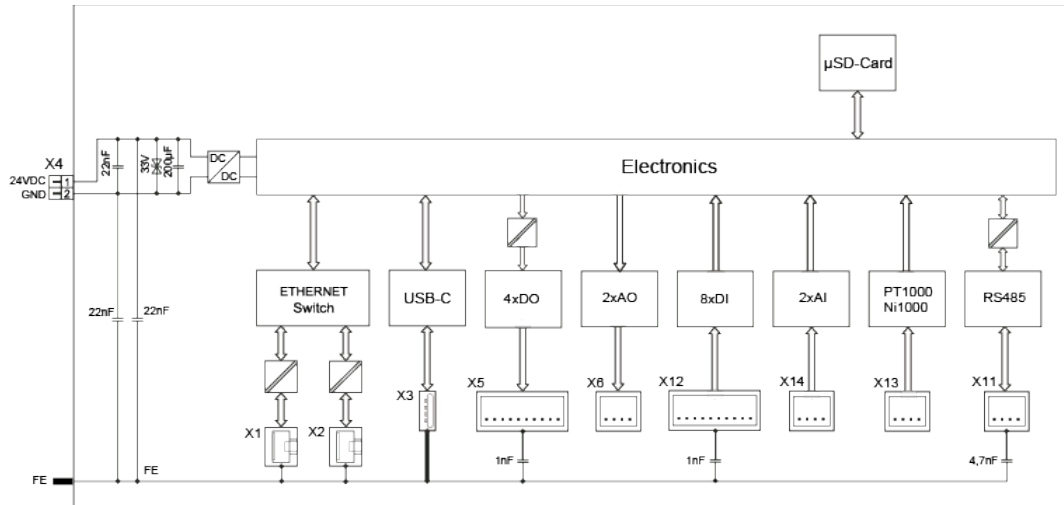 µSD-Card
Electronics
X4
24VDC
1
GND
2
22nF
33V
200µF
DC
DC
ETHERNET
Switch
USB-C
4xDO
2xAO
8xDI
2xAI
PT1000
Ni1000
RS485
22nF
22nF
X1
X2
X3
X5
X6
X12
X14
X13
X11
1nF
1nF
4,7nF
FE
FE